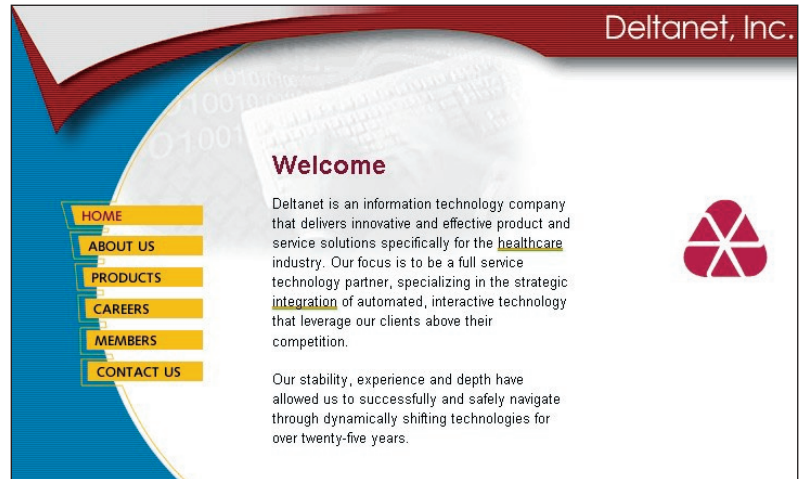 Deltanet, Inc.
Welcome
Deltanet is an information technology company
that delivers innovative and effective product and
service solutions specifically for the healthcare
industry. Our focus is to be a full service
technology partner, specializing in the strategic
integration of automated, interactive technology
that leverage our clients above their
competition.
Our stability, experience and depth have
allowed us to successfully and safely navigate
through dynamically shifting technologies for
over twenty-five years.
HOME
ABOUT US
PRODUCTS
CAREERS
MEMBERS
CONTACT US